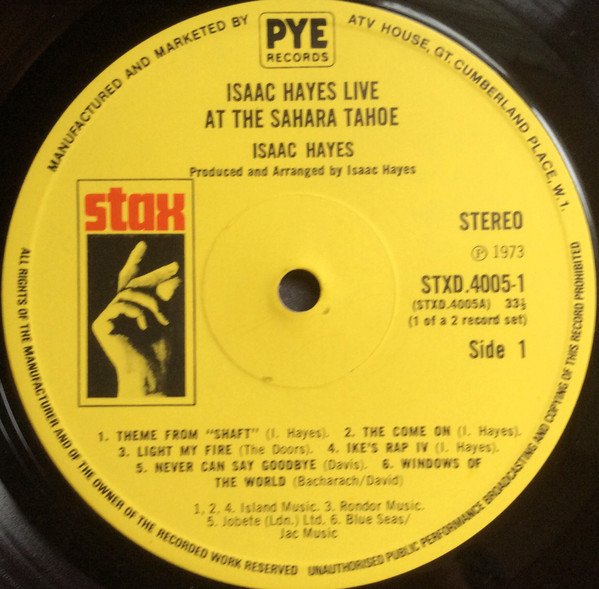 MANUFACTURED AND MARKETED BY PYE RECORDS ATV HOUSE, GT. CUMBERLAND PLACE, W.1.
ISAAC HAYES LIVE
AT THE SAHARA TAHOE
ISAAC HAYES
Produced and Arranged by Isaac Hayes
stax
STEREO
℗ 1973
STXD.4005-1
(STXD.4005A) 33⅓
(1 of a 2 record set)
Side 1
1. THEME FROM "SHAFT" (I. Hayes). 2. THE COME ON (I. Hayes).
3. LIGHT MY FIRE (The Doors). 4. IKE'S RAP IV (I. Hayes).
5. NEVER CAN SAY GOODBYE (Davis). 6. WINDOWS OF
THE WORLD (Bacharach/David)
1, 2, 4. Island Music. 3. Rondor Music.
5. Jobete (Ldn.) Ltd. 6. Blue Seas/
Jac Music
ALL RIGHTS OF THE MANUFACTURER AND OF THE OWNER OF THE RECORDED WORK RESERVED UNAUTHORISED PUBLIC PERFORMANCE BROADCASTING AND COPYING OF THIS RECORD PROHIBITED